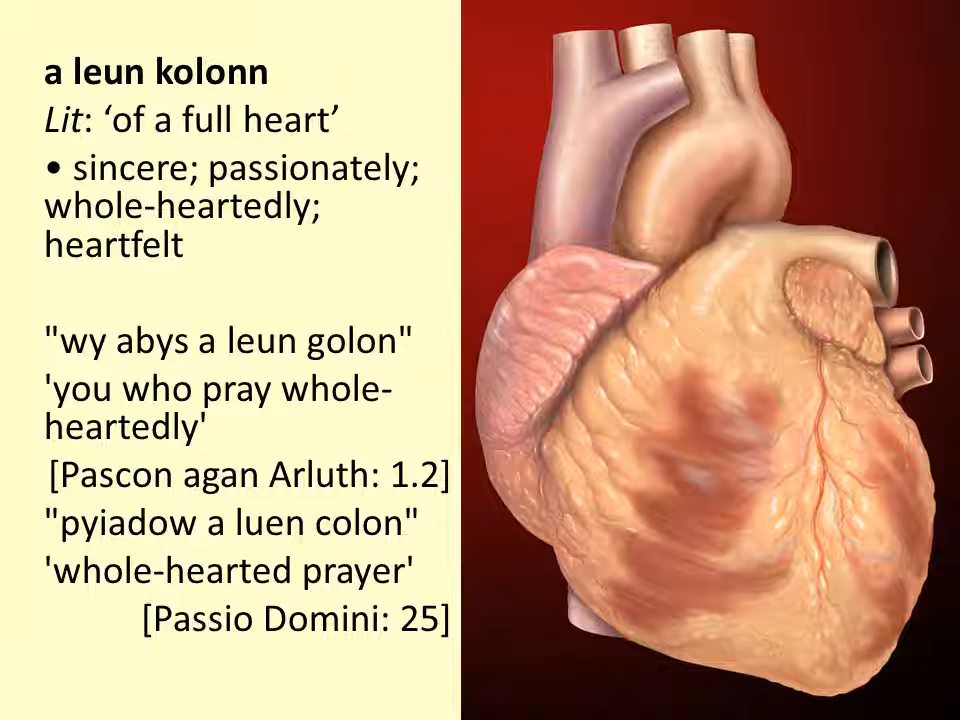 a leun kolonn
Lit: ‘of a full heart’
• sincere; passionately;
whole-heartedly;
heartfelt
"wy abys a leun golon"
'you who pray whole-
heartedly'
[Pascon agan Arluth: 1.2]
"pyiadow a luen colon"
'whole-hearted prayer'
[Passio Domini: 25]